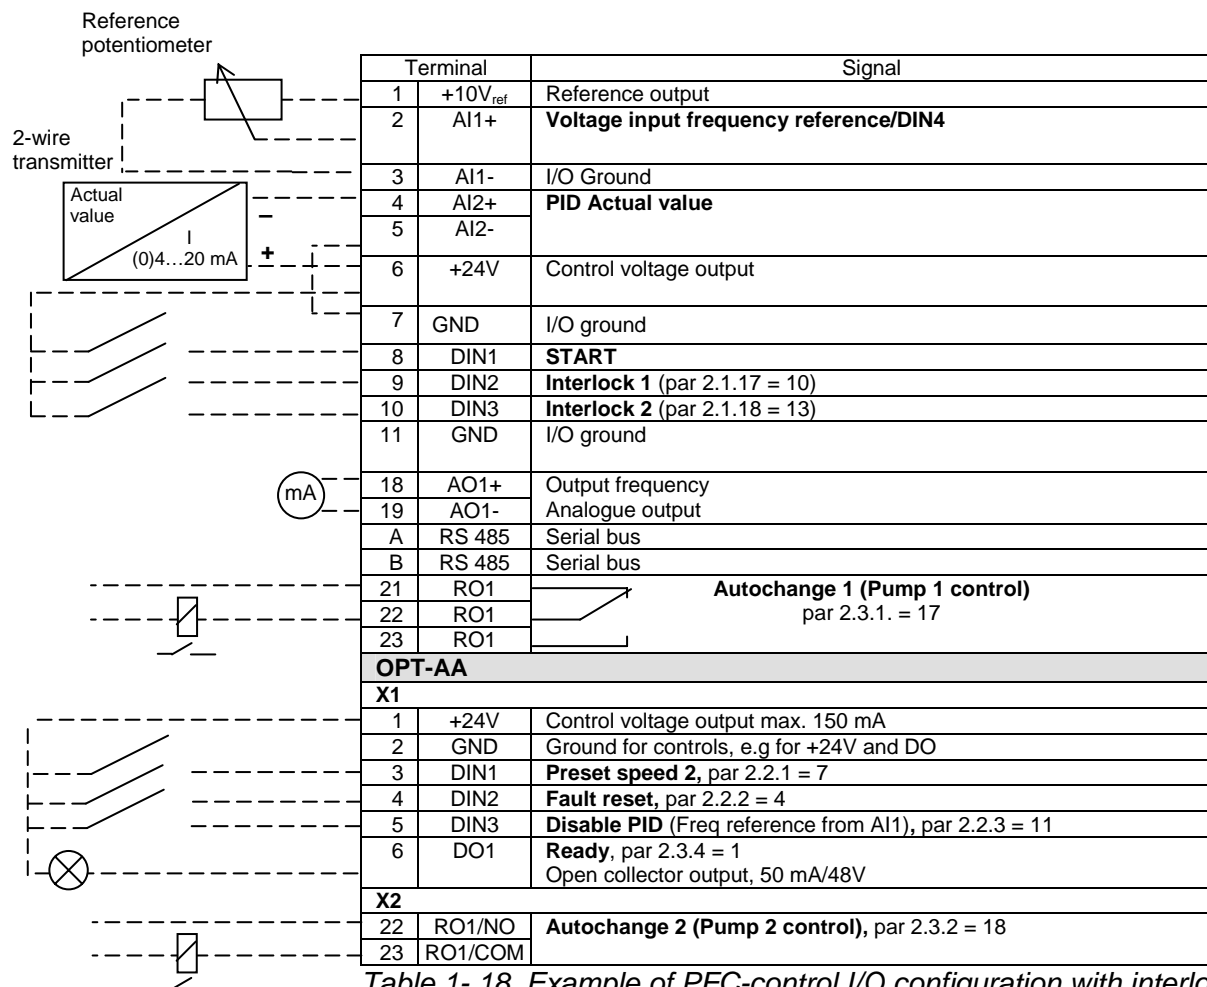 Reference
potentiometer
2-wire
transmitter
Actual
value
–
I
(0)4…20 mA
+
mA
Terminal Signal
1 +10Vref Reference output
2 AI1+ Voltage input frequency reference/DIN4
3 AI1- I/O Ground
4 AI2+ PID Actual value
5 AI2-
6 +24V Control voltage output
7 GND I/O ground
8 DIN1 START
9 DIN2 Interlock 1 (par 2.1.17 = 10)
10 DIN3 Interlock 2 (par 2.1.18 = 13)
11 GND I/O ground
18 AO1+ Output frequency
19 AO1- Analogue output
A RS 485 Serial bus
B RS 485 Serial bus
21 RO1 Autochange 1 (Pump 1 control)
22 RO1 par 2.3.1. = 17
23 RO1
OPT-AA
X1
1 +24V Control voltage output max. 150 mA
2 GND Ground for controls, e.g for +24V and DO
3 DIN1 Preset speed 2, par 2.2.1 = 7
4 DIN2 Fault reset, par 2.2.2 = 4
5 DIN3 Disable PID (Freq reference from AI1), par 2.2.3 = 11
6 DO1 Ready, par 2.3.4 = 1
Open collector output, 50 mA/48V
X2
22 RO1/NO Autochange 2 (Pump 2 control), par 2.3.2 = 18
23 RO1/COM
Table 1- 18. Example of PFC-control I/O configuration with interlo